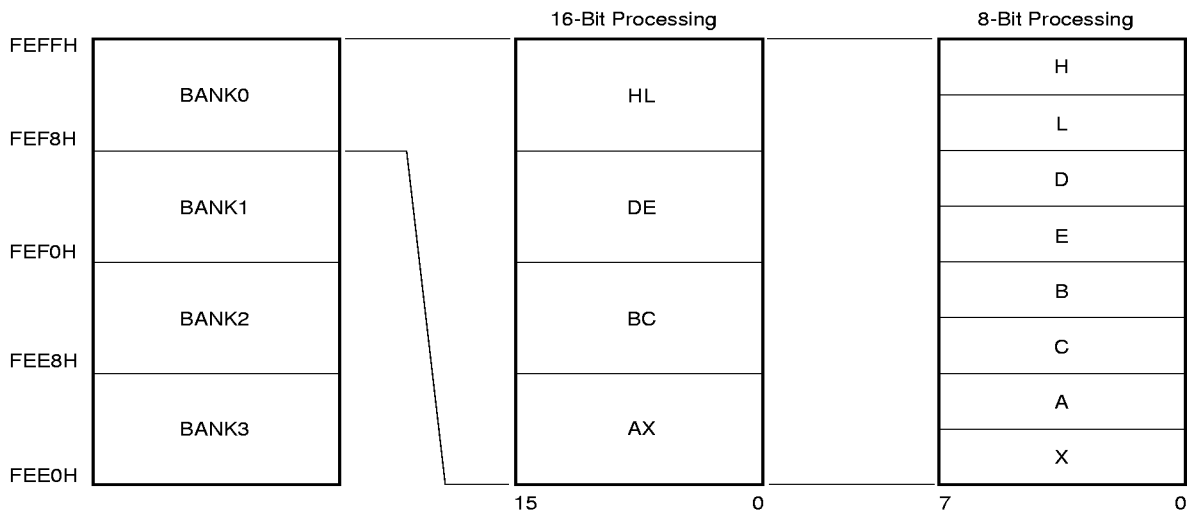 16-Bit Processing 8-Bit Processing
FEFFH
BANK0 HL H
L
FEF8H
BANK1 DE D
E
FEF0H
BANK2 BC B
C
FEE8H
BANK3 AX A
X
FEE0H
15 0 7 0